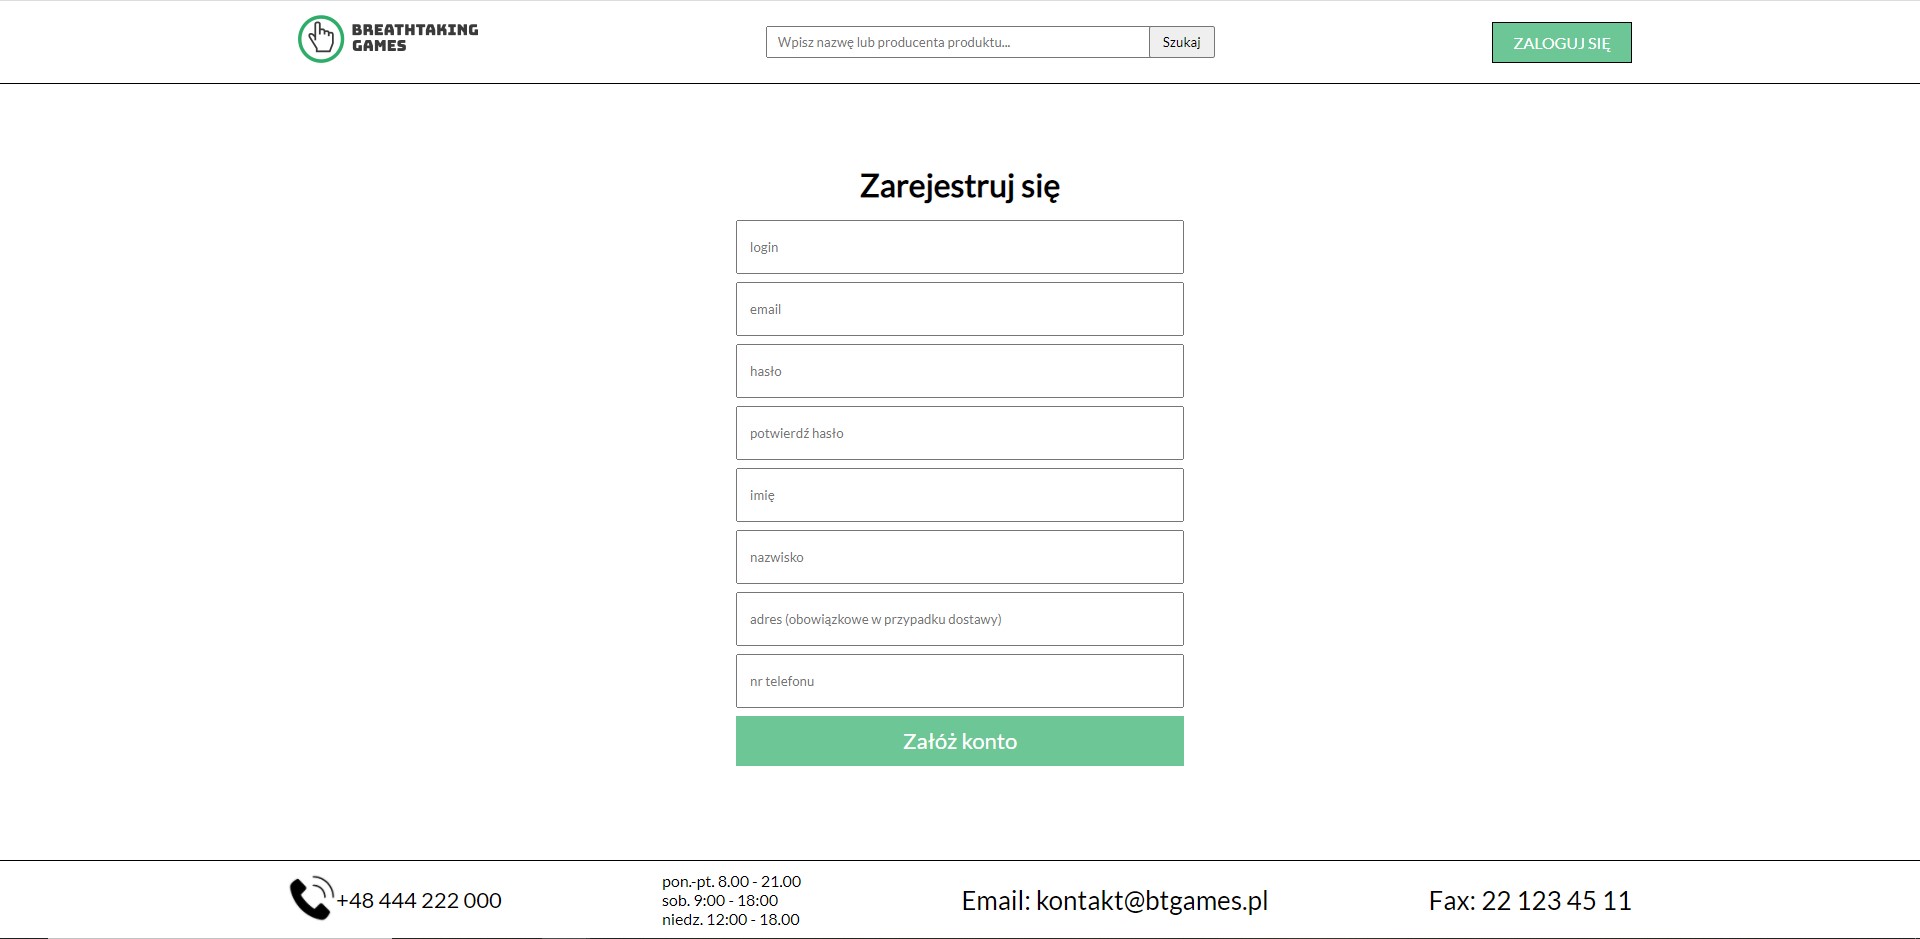 BREATHTAKING
GAMES
Wpisz nazwę lub producenta produktu...
Szukaj
ZALOGUJ SIĘ
Zarejestruj się
login
email
hasło
potwierdź hasło
imię
nazwisko
adres (obowiązkowe w przypadku dostawy)
nr telefonu
Załóż konto
+48 444 222 000
pon.-pt. 8.00 - 21.00
sob. 9:00 - 18:00
niedz. 12:00 - 18.00
Email: kontakt@btgames.pl
Fax: 22 123 45 11